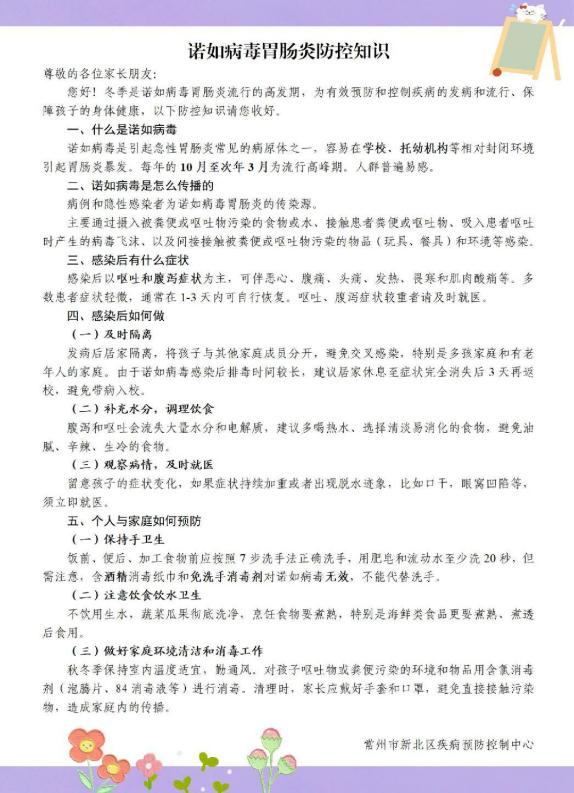 诺如病毒胃肠炎防控知识
尊敬的各位家长朋友:
您好！冬季是诺如病毒胃肠炎流行的高发期，为有效预防和控制疾病的发病和流行、保
障孩子的身体健康，以下防控知识请您收好。
一、什么是诺如病毒
诺如病毒是引起急性胃肠炎常见的病原体之一，容易在学校、托幼机构等相对封闭环境
引起胃肠炎暴发。每年的 10 月至次年 3 月为流行高峰期。人群普遍易感。
二、诺如病毒是怎么传播的
病例和隐性感染者为诺如病毒胃肠炎的传染源。
主要通过摄入被粪便或呕吐物污染的食物或水、接触患者粪便或呕吐物、吸入患者呕吐
时产生的病毒飞沫、以及间接接触被粪便或呕吐物污染的物品（玩具、餐具）和环境等感染。
三、感染后有什么症状
感染后以呕吐和腹泻症状为主，可伴恶心、腹痛、头痛、发热、畏寒和肌肉酸痛等。多
数患者症状轻微，通常在 1-3 天内可自行恢复。呕吐、腹泻症状较重者请及时就医。
四、感染后如何做
（一）及时隔离
发病后居家隔离，将孩子与其他家庭成员分开，避免交叉感染，特别是多孩家庭和有老
年人的家庭。由于诺如病毒感染后排毒时间较长，建议居家休息至症状完全消失后 3 天再返
校，避免带病入校。
（二）补充水分，调理饮食
腹泻和呕吐会流失大量水分和电解质，建议多喝热水、选择清淡易消化的食物，避免油
腻、辛辣、生冷的食物。
（三）观察病情，及时就医
留意孩子的症状变化，如果症状持续加重或者出现脱水迹象，比如口干，眼窝凹陷等，
须立即就医。
五、个人与家庭如何预防
（一）保持手卫生
饭前、便后、加工食物前应按照 7 步洗手法正确洗手，用肥皂和流动水至少洗 20 秒，但
需注意，含酒精消毒纸巾和免洗手消毒剂对诺如病毒无效，不能代替洗手。
（二）注意饮食饮水卫生
不饮用生水，蔬菜瓜果彻底洗净，烹饪食物要煮熟，特别是海鲜类食品更要煮熟、煮透
后食用。
（三）做好家庭环境清洁和消毒工作
秋冬季保持室内温度适宜，勤通风。对孩子呕吐物或粪便污染的环境和物品用含氯消毒
剂（泡腾片、84 消毒液等）进行消毒。清理时，家长应戴好手套和口罩，避免直接接触污染
物，造成家庭内的传播。
常州市新北区疾病预防控制中心